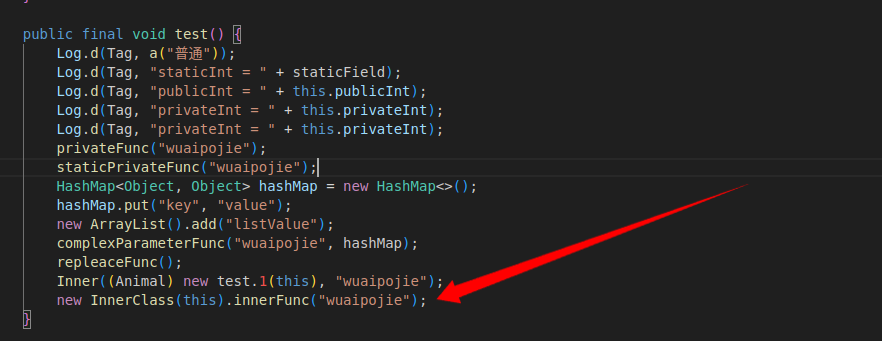 }
public final void test() {
Log.d(Tag, a("普通"));
Log.d(Tag, "staticInt = " + staticField);
Log.d(Tag, "publicInt = " + this.publicInt);
Log.d(Tag, "privateInt = " + this.privateInt);
Log.d(Tag, "privateInt = " + this.privateInt);
privateFunc("wuaipojie");
staticPrivateFunc("wuaipojie");
HashMap<Object, Object> hashMap = new HashMap<>();
hashMap.put("key", "value");
new ArrayList().add("listValue");
complexParameterFunc("wuaipojie", hashMap);
repleaceFunc();
Inner((Animal) new test.1(this), "wuaipojie");
new InnerClass(this).innerFunc("wuaipojie");
}